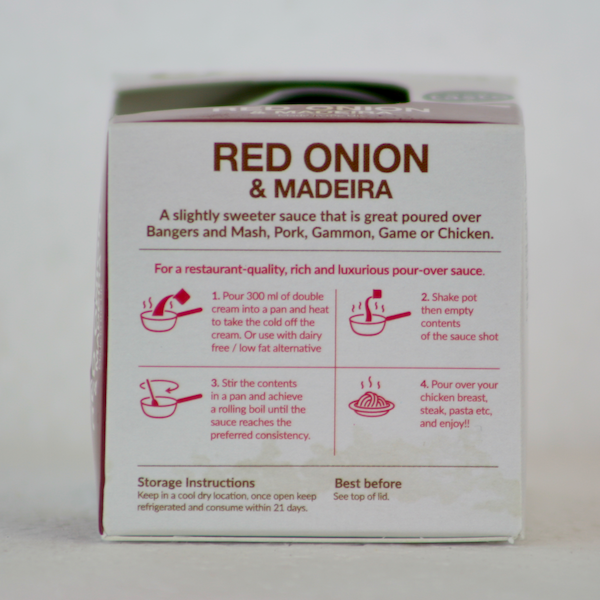 RED ONION
& MADEIRA
RED ONION
& MADEIRA
A slightly sweeter sauce that is great poured over
Bangers and Mash, Pork, Gammon, Game or Chicken.
For a restaurant-quality, rich and luxurious pour-over sauce.
1. Pour 300 ml of double
cream into a pan and heat
to take the cold off the
cream. Or use with dairy
free / low fat alternative
2. Shake pot
then empty
contents
of the sauce shot
3. Stir the contents
in a pan and achieve
a rolling boil until the
sauce reaches the
preferred consistency.
4. Pour over your
chicken breast,
steak, pasta etc,
and enjoy!!
Storage Instructions
Keep in a cool dry location, once open keep
refrigerated and consume within 21 days.
Best before
See top of lid.